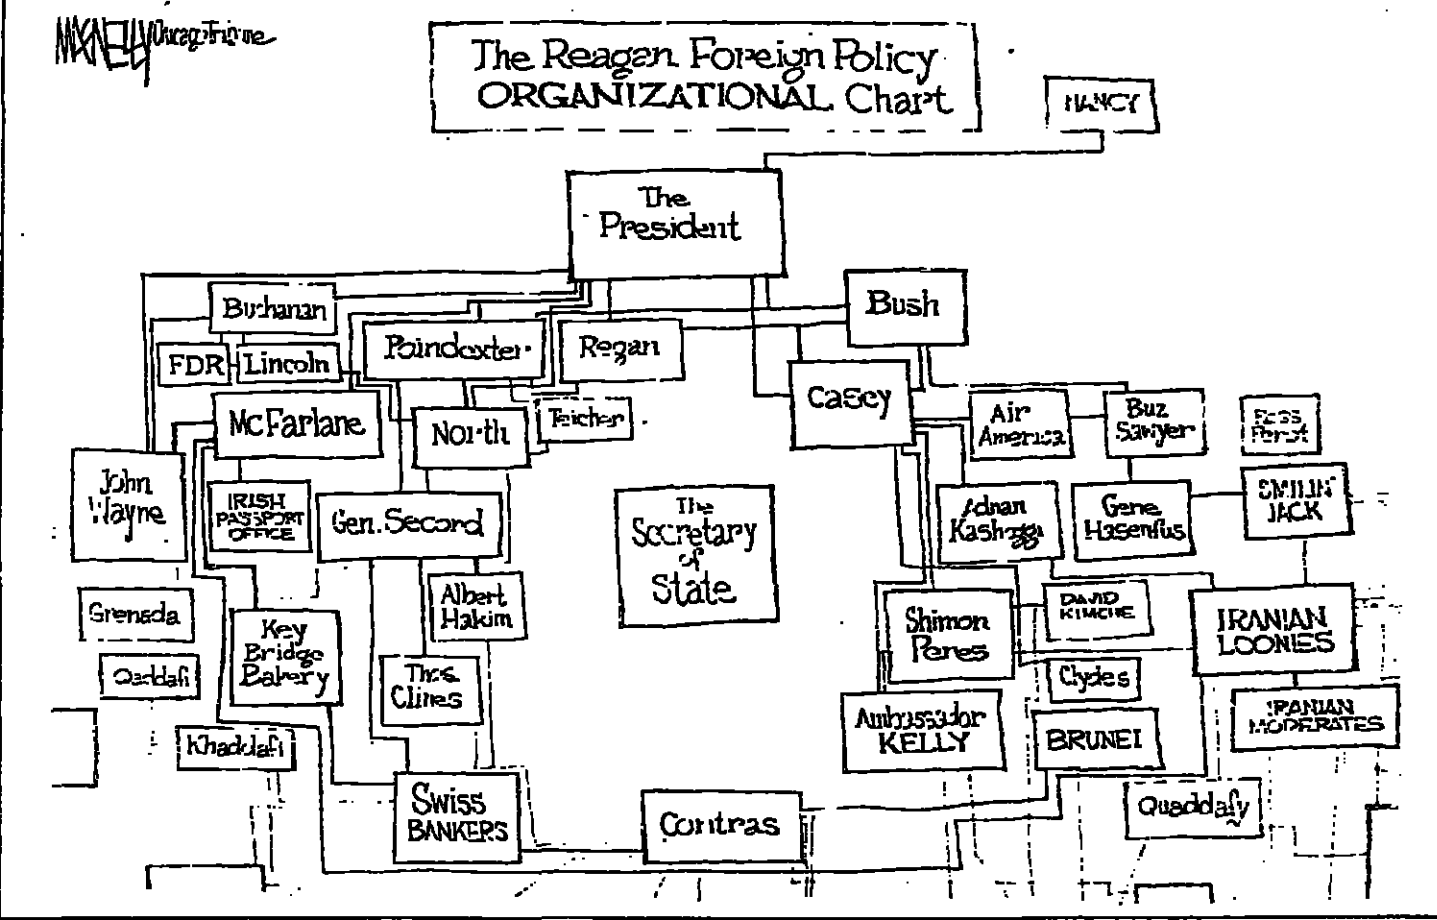 MACNELLY Chicago Tribune
The Reagan Foreign Policy
ORGANIZATIONAL Chart
NANCY
The
President
Buchanan
Bush
FDR
Lincoln
Poindexter
Regan
Casey
McFarlane
North
Teicher
Air
America
Buz
Sawyer
Ross
Perot
John
Wayne
IRISH
PASSPORT
OFFICE
Gen. Secord
The
Secretary
of
State
Adnan
Kashoggi
Gene
Hasenfus
SMILIN'
JACK
Grenada
Key
Bridge
Bakery
Albert
Hakim
Shimon
Peres
DAVID
KIMCHE
IRANIAN
LOONIES
Qaddafi
Thos.
Clines
Clydes
Khaddafi
Ambassador
KELLY
BRUNEI
IRANIAN
MODERATES
Swiss
BANKERS
Contras
Quaddafy